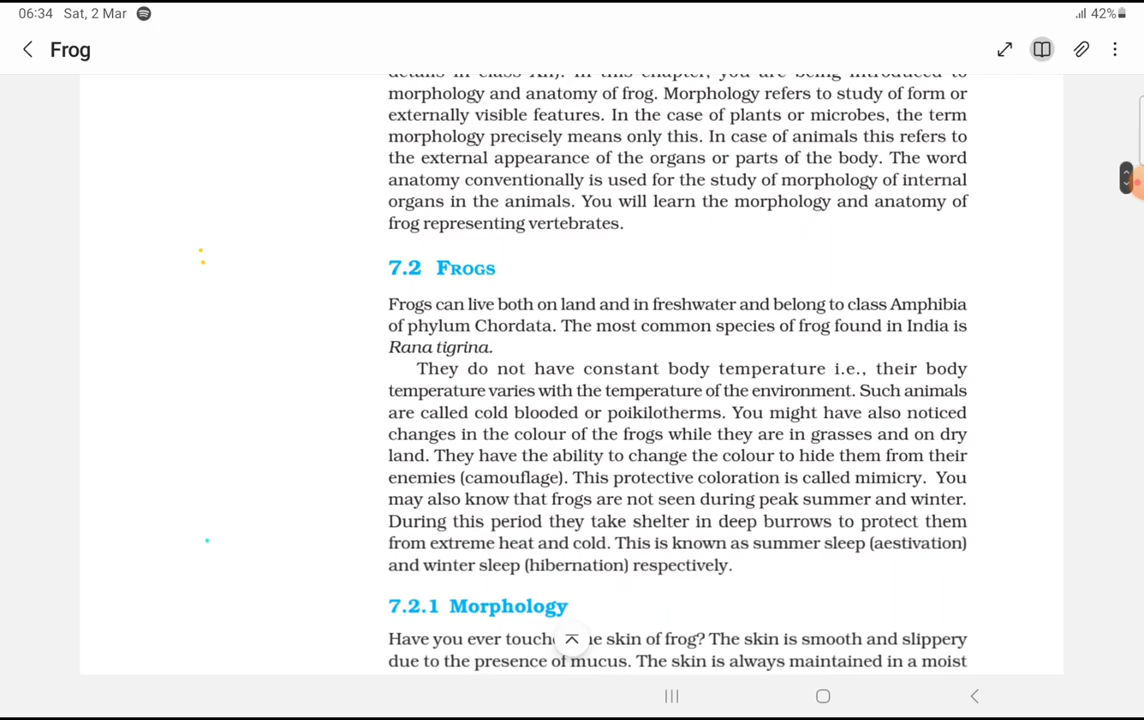 06:34 Sat, 2 Mar
42%
Frog
details in class XII). In this chapter, you are being introduced to
morphology and anatomy of frog. Morphology refers to study of form or
externally visible features. In the case of plants or microbes, the term
morphology precisely means only this. In case of animals this refers to
the external appearance of the organs or parts of the body. The word
anatomy conventionally is used for the study of morphology of internal
organs in the animals. You will learn the morphology and anatomy of
frog representing vertebrates.
7.2 FROGS
Frogs can live both on land and in freshwater and belong to class Amphibia
of phylum Chordata. The most common species of frog found in India is
Rana tigrina.
They do not have constant body temperature i.e., their body
temperature varies with the temperature of the environment. Such animals
are called cold blooded or poikilotherms. You might have also noticed
changes in the colour of the frogs while they are in grasses and on dry
land. They have the ability to change the colour to hide them from their
enemies (camouflage). This protective coloration is called mimicry. You
may also know that frogs are not seen during peak summer and winter.
During this period they take shelter in deep burrows to protect them
from extreme heat and cold. This is known as summer sleep (aestivation)
and winter sleep (hibernation) respectively.
7.2.1 Morphology
Have you ever skin of frog? The skin is smooth and slippery
due to the presence of mucus. The skin is always maintained in a moist